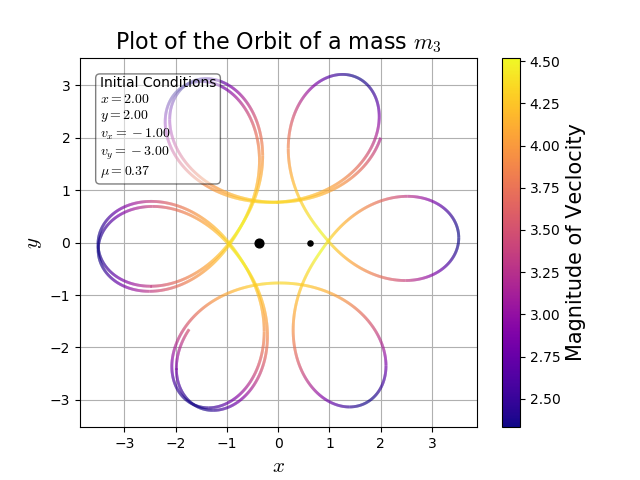 Plot of the Orbit of a mass m₃
Initial Conditions
x = 2.00
y = 2.00
vₓ = −1.00
v_y = −3.00
μ = 0.37
3
2
1
0
−1
−2
−3
y
−3 −2 −1 0 1 2 3
x
4.50
4.25
4.00
3.75
3.50
3.25
3.00
2.75
2.50
Magnitude of Veclocity